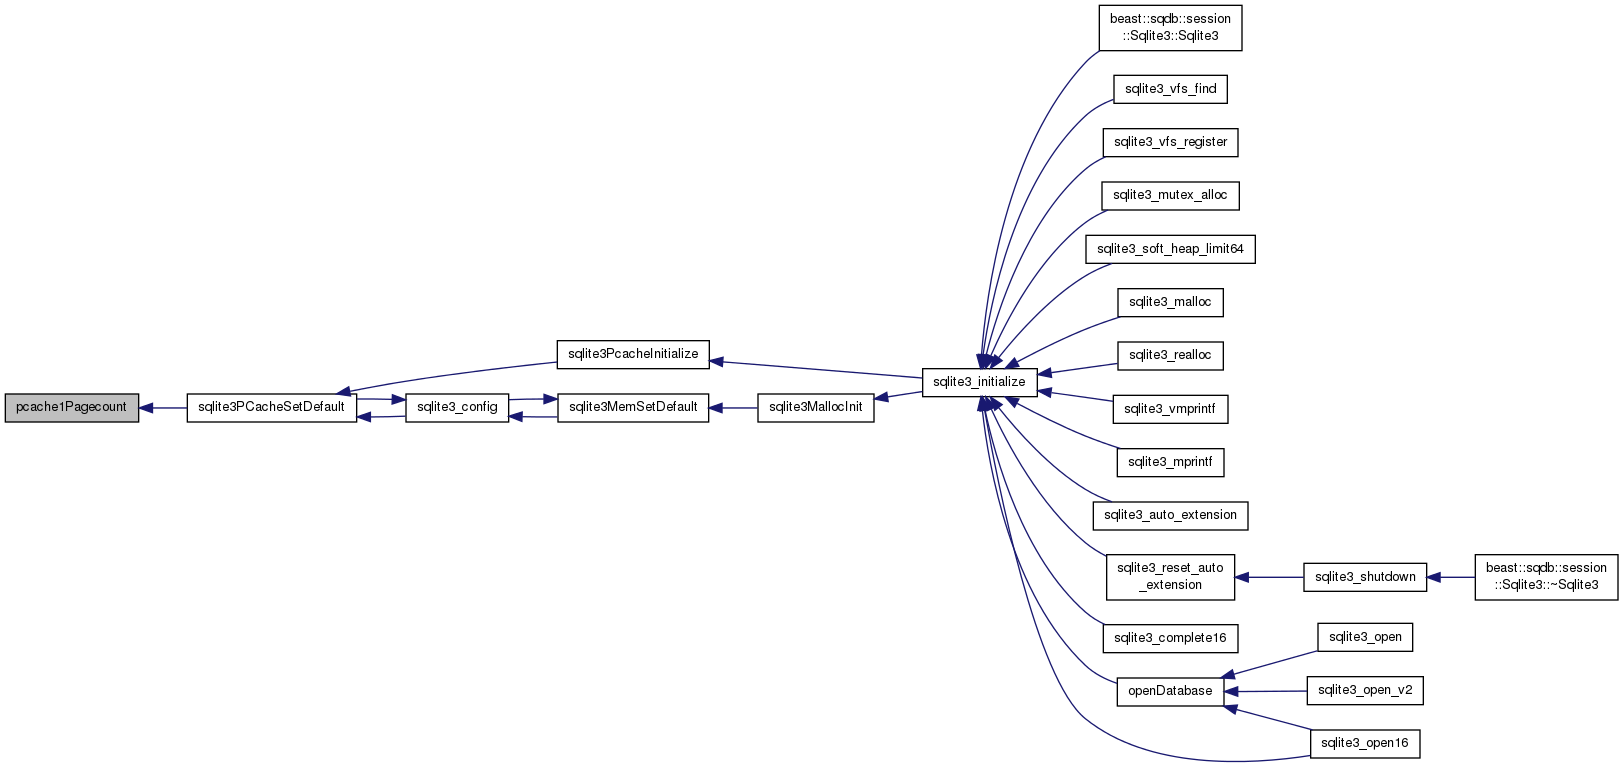 beast::sqdb::session
::Sqlite3::Sqlite3
sqlite3_vfs_find
sqlite3_vfs_register
sqlite3_mutex_alloc
sqlite3_soft_heap_limit64
sqlite3_malloc
sqlite3PcacheInitialize
sqlite3_realloc
sqlite3_initialize
pcache1Pagecount
sqlite3PCacheSetDefault
sqlite3_config
sqlite3MemSetDefault
sqlite3MallocInit
sqlite3_vmprintf
sqlite3_mprintf
sqlite3_auto_extension
sqlite3_reset_auto
_extension
sqlite3_shutdown
beast::sqdb::session
::Sqlite3::~Sqlite3
sqlite3_complete16
sqlite3_open
openDatabase
sqlite3_open_v2
sqlite3_open16